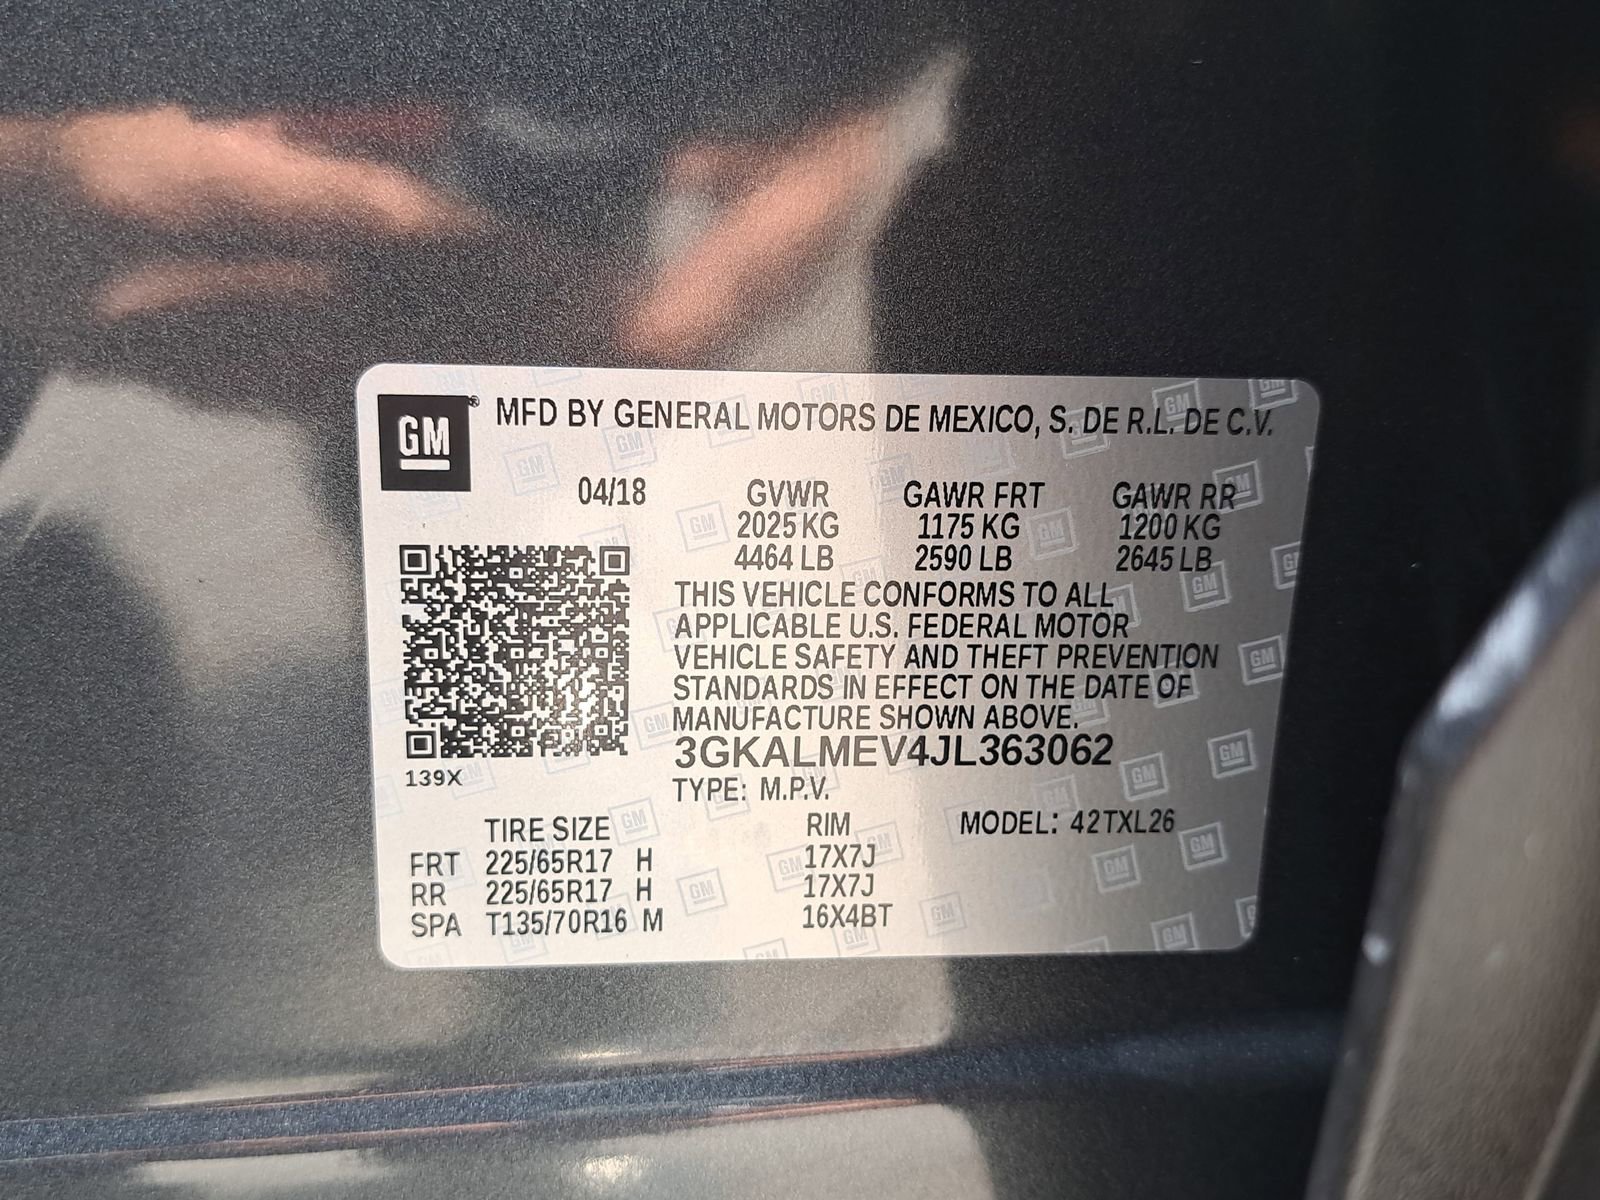 GM® MFD BY GENERAL MOTORS DE MEXICO, S. DE R.L. DE C.V.
04/18 GVWR GAWR FRT GAWR RR
2025 KG 1175 KG 1200 KG
4464 LB 2590 LB 2645 LB
THIS VEHICLE CONFORMS TO ALL
APPLICABLE U.S. FEDERAL MOTOR
VEHICLE SAFETY AND THEFT PREVENTION
STANDARDS IN EFFECT ON THE DATE OF
MANUFACTURE SHOWN ABOVE.
3GKALMEV4JL363062
139X
TYPE: M.P.V.
TIRE SIZE RIM MODEL: 42TXL26
FRT 225/65R17 H 17X7J
RR 225/65R17 H 17X7J
SPA T135/70R16 M 16X4BT